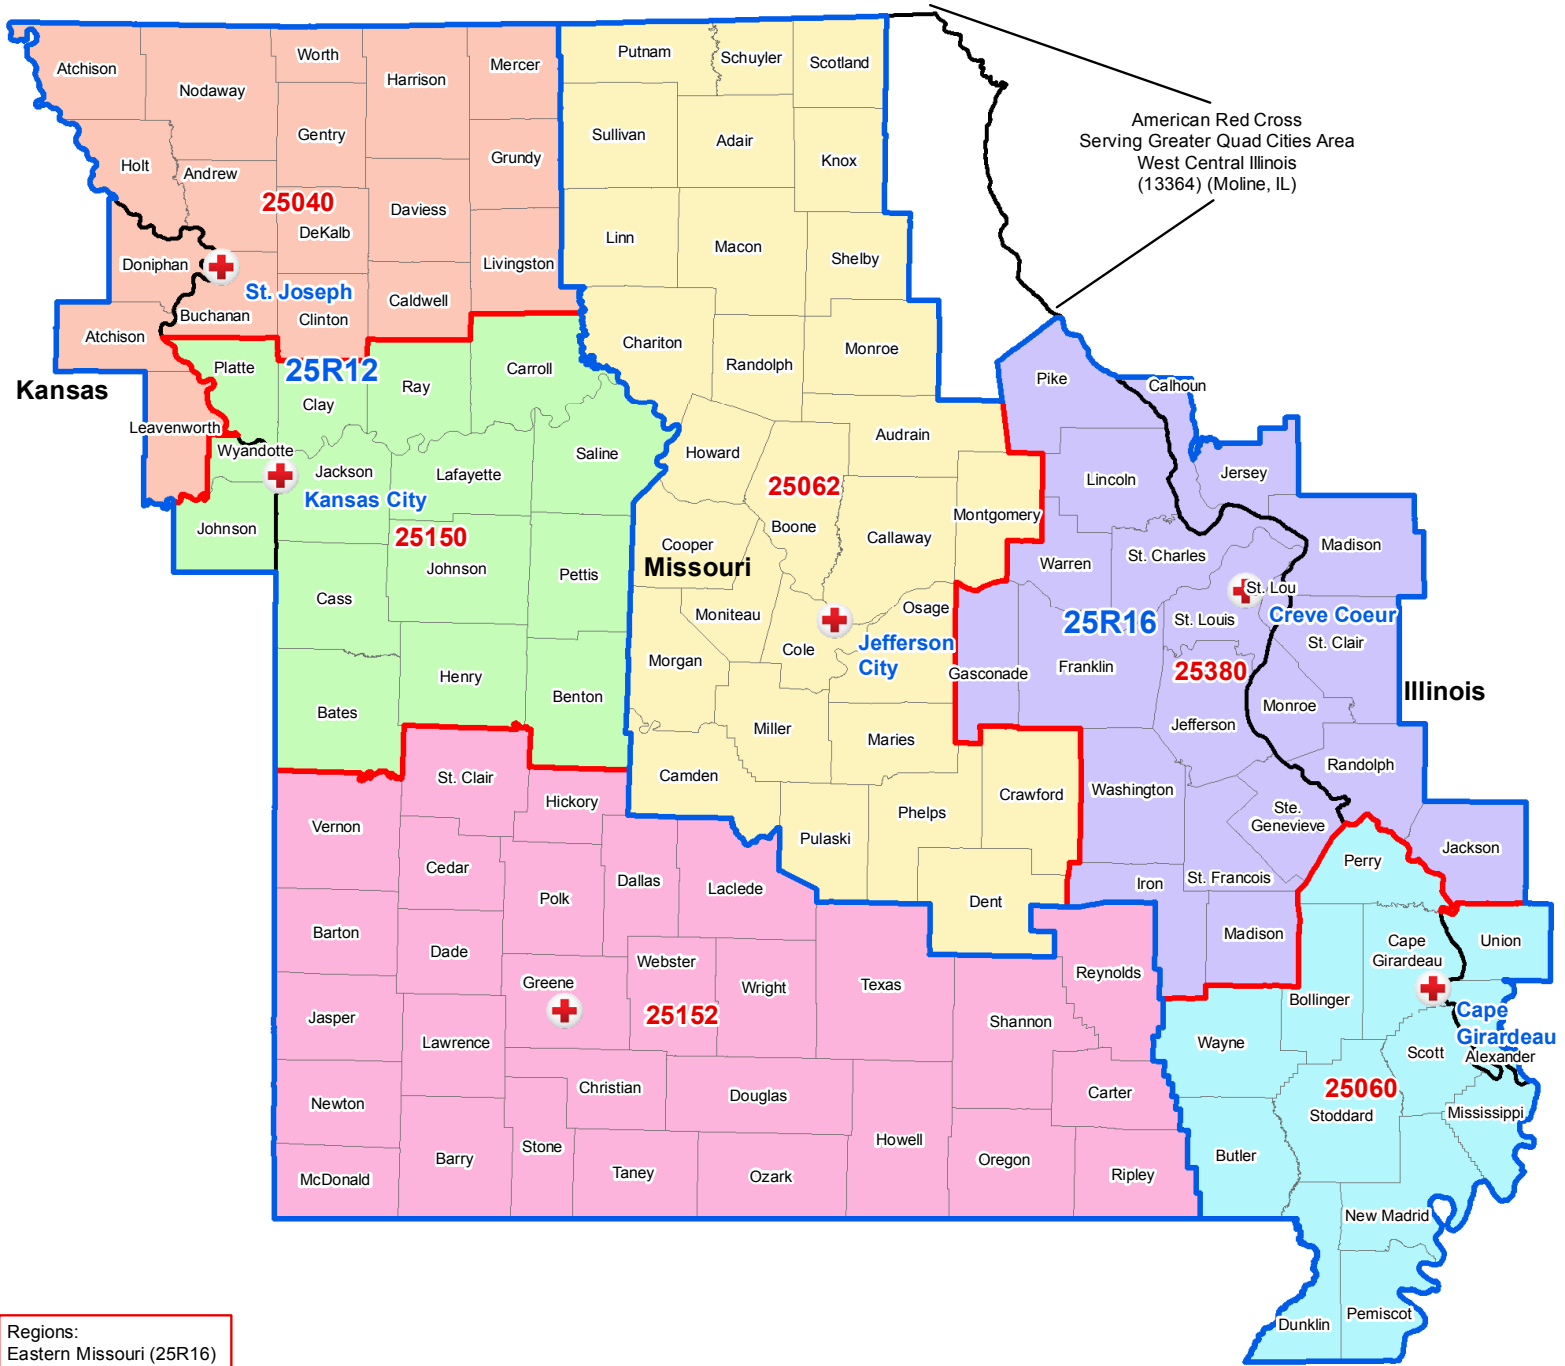 Atchison
Nodaway
Worth
Harrison
Mercer
Putnam
Schuyler
Scotland
Gentry
Sullivan
Adair
Knox
Holt
Andrew
Grundy
25040
DeKalb
Daviess
Linn
Macon
Shelby
Doniphan
Livingston
St. Joseph
Buchanan
Clinton
Caldwell
Atchison
Chariton
Randolph
Monroe
American Red Cross
Serving Greater Quad Cities Area
West Central Illinois
(13364) (Moline, IL)
Kansas
Platte
25R12
Clay
Ray
Carroll
Pike
Calhoun
Leavenworth
Wyandotte
Jackson
Lafayette
Saline
Howard
Audrain
Lincoln
Jersey
Kansas City
25062
Johnson
25150
Boone
Callaway
Montgomery
Cooper
Missouri
St. Charles
Madison
Warren
Johnson
Pettis
Cass
Moniteau
Osage
St. Lou
St. Louis
Creve Coeur
25R16
Cole
Jefferson
City
Morgan
Franklin
St. Clair
Gasconade
25380
Henry
Benton
Illinois
Bates
Miller
Maries
Jefferson
Monroe
St. Clair
Camden
Randolph
Hickory
Crawford
Washington
Ste.
Genevieve
Vernon
Phelps
Pulaski
Jackson
Perry
Cedar
Dallas
Laclede
Polk
Iron
St. Francois
Dent
Barton
Dade
Madison
Cape
Girardeau
Union
Webster
Reynolds
Greene
Wright
Texas
Bollinger
Jasper
25152
Shannon
Cape
Girardeau
Lawrence
Wayne
Scott
Alexander
Christian
Douglas
Carter
25060
Newton
Stoddard
Mississippi
Barry
Stone
Howell
Oregon
Butler
McDonald
Taney
Ozark
Ripley
New Madrid
Pemiscot
Dunklin
Regions:
Eastern Missouri (25R16)